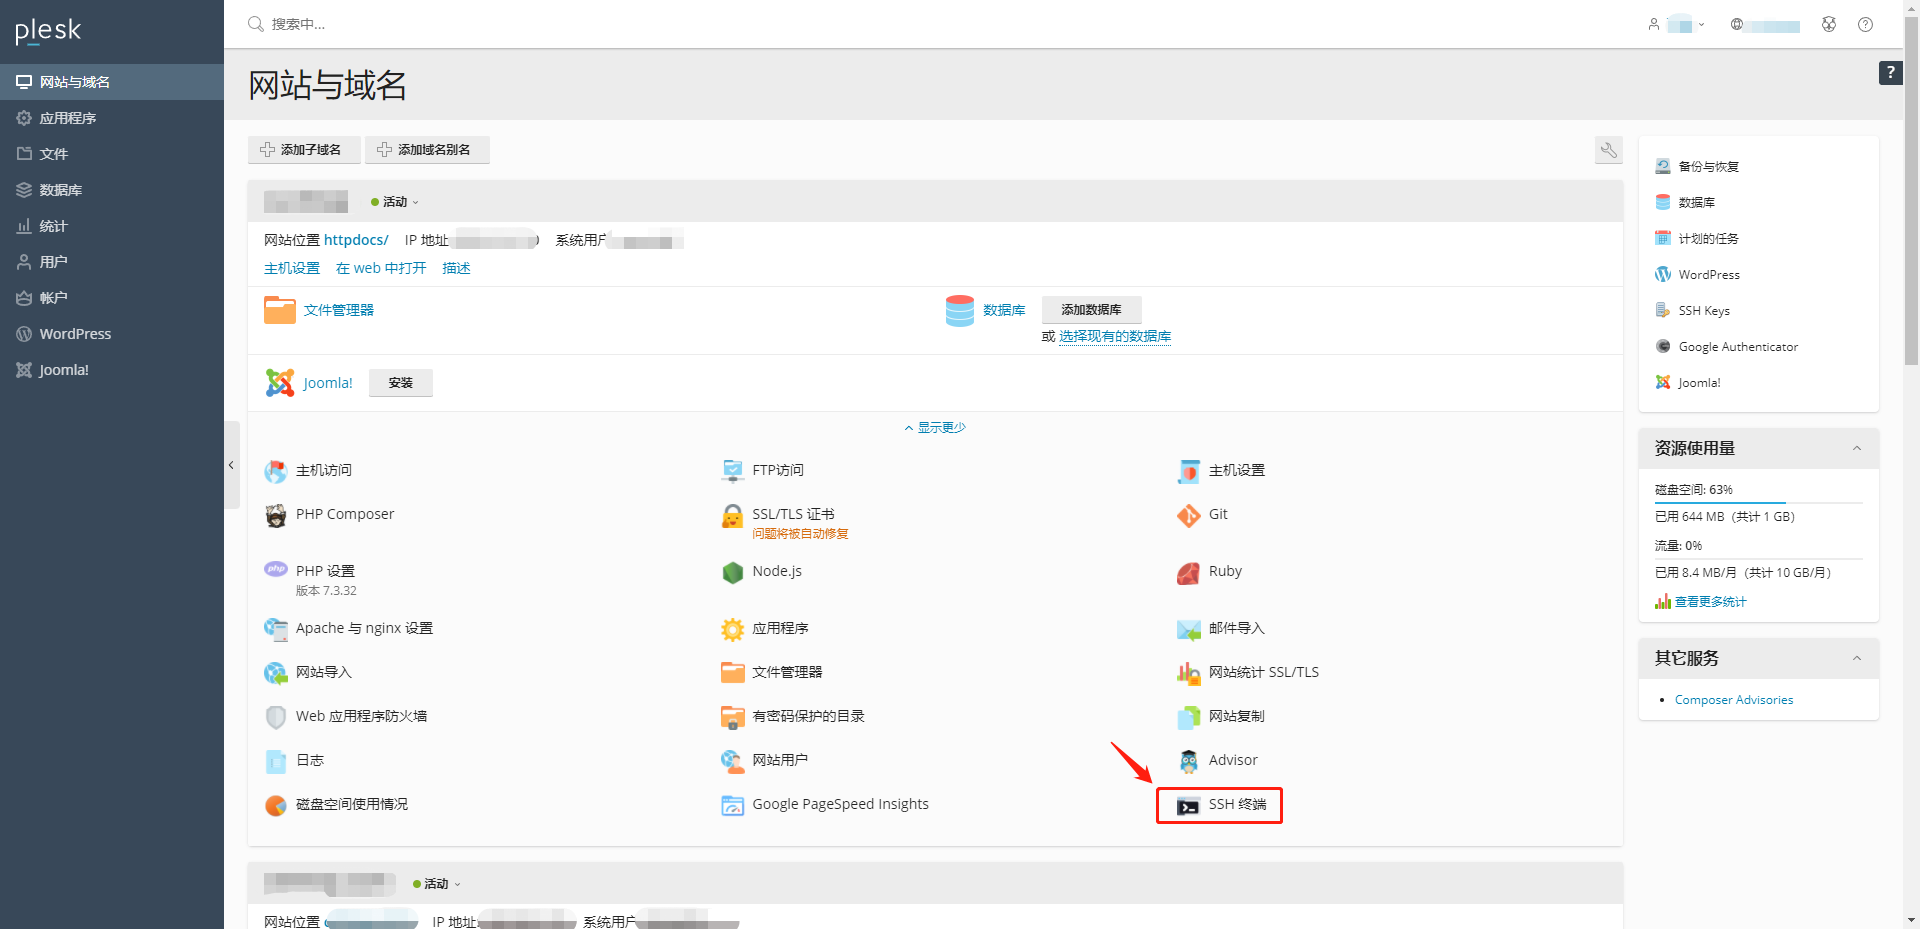 plesk
搜索中...
网站与域名
应用程序
文件
数据库
统计
用户
帐户
WordPress
Joomla!
网站与域名
?
添加子域名
添加域名别名
活动
网站位置 httpdocs/ IP 地址 系统用户
主机设置 在 web 中打开 描述
文件管理器
数据库
添加数据库
或 选择现有的数据库
Joomla!
安装
显示更少
主机访问
FTP访问
主机设置
PHP Composer
SSL/TLS 证书
问题将被自动修复
Git
PHP 设置
版本 7.3.32
Node.js
Ruby
Apache 与 nginx 设置
应用程序
邮件导入
网站导入
文件管理器
网站统计 SSL/TLS
Web 应用程序防火墙
有密码保护的目录
网站复制
日志
网站用户
Advisor
磁盘空间使用情况
Google PageSpeed Insights
SSH 终端
活动
网站位置 IP 地址 系统用户
备份与恢复
数据库
计划的任务
WordPress
SSH Keys
Google Authenticator
Joomla!
资源使用量
磁盘空间: 63%
已用 644 MB（共计 1 GB）
流量: 0%
已用 8.4 MB/月（共计 10 GB/月）
查看更多统计
其它服务
Composer Advisories